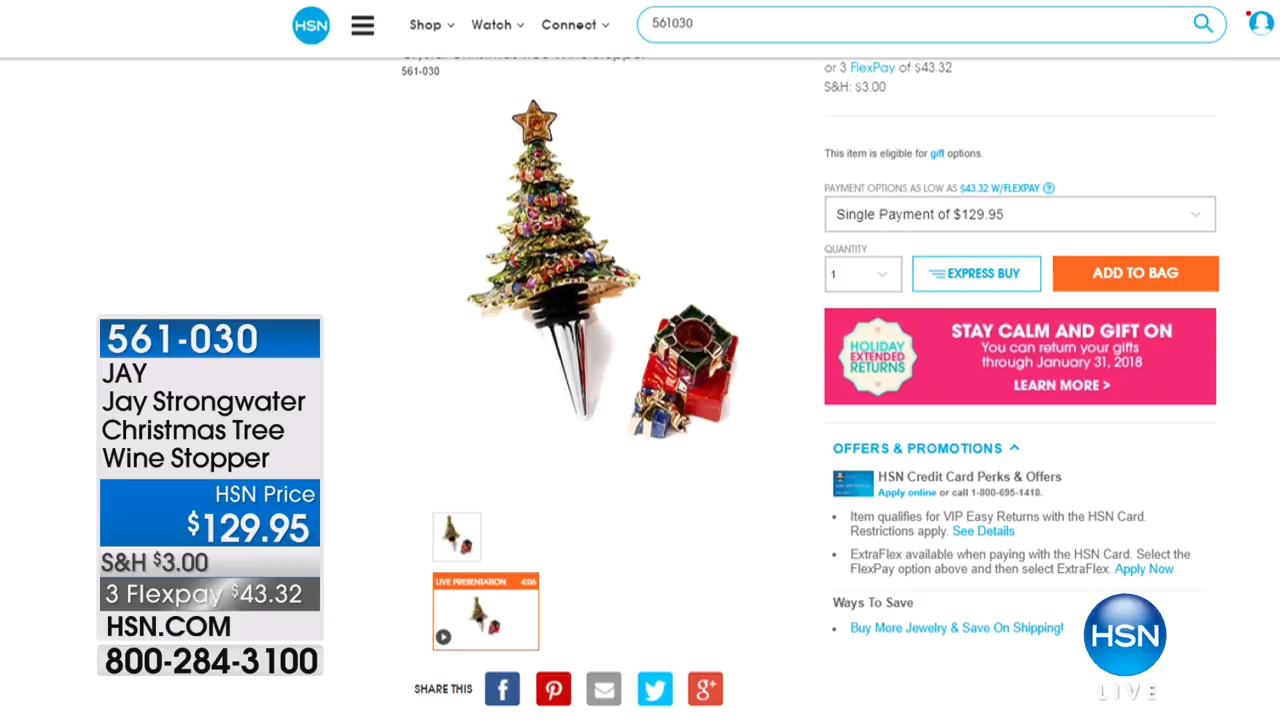 HSN
Shop
Watch
Connect
561030
Crystal Christmas Tree Wine Stopper
561-030
or 3 FlexPay of $43.32
S&H: $3.00
This item is eligible for gift options.
PAYMENT OPTIONS AS LOW AS $43.32 W/FLEXPAY ?
Single Payment of $129.95
QUANTITY
1
EXPRESS BUY
ADD TO BAG
HOLIDAY
EXTENDED
RETURNS
STAY CALM AND GIFT ON
You can return your gifts
through January 31, 2018
LEARN MORE >
OFFERS & PROMOTIONS
HSN Credit Card Perks & Offers
Apply online or call 1-800-695-1418.
• Item qualifies for VIP Easy Returns with the HSN Card.
Restrictions apply. See Details
• ExtraFlex available when paying with the HSN Card. Select the
FlexPay option above and then select ExtraFlex. Apply Now
Ways To Save
• Buy More Jewelry & Save On Shipping!
LIVE PRESENTATION 4:06
SHARE THIS
f
g+
561-030
JAY
Jay Strongwater
Christmas Tree
Wine Stopper
HSN Price
$129.95
S&H $3.00
3 Flexpay $43.32
HSN.COM
800-284-3100
HSN
LIVE